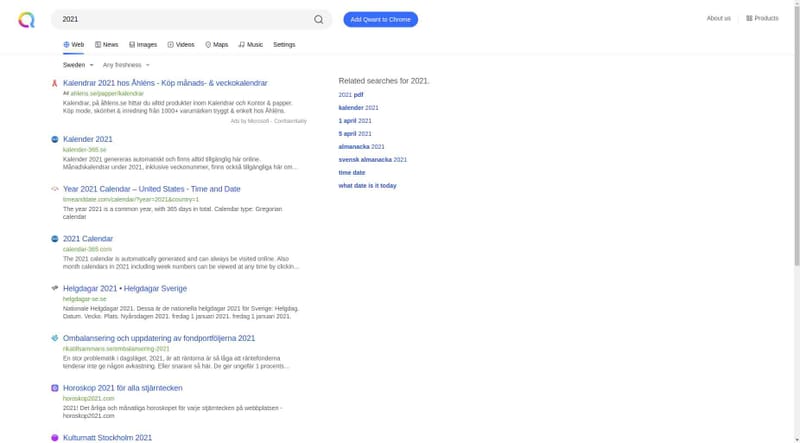 2021
Add Qwant to Chrome
About us
Products
Web
News
Images
Videos
Maps
Music
Settings
Sweden
Any freshness
Kalendrar 2021 hos Åhléns - Köp månads- & veckokalendrar
ahlens.se/papper/kalendrar
Kalendrar, på åhléns.se hittar du alltid produkter inom Kalendrar och Kontor & papper.
Köp mode, skönhet & inredning från 1000+ varumärken tryggt & enkelt hos Åhléns.
Ads by Microsoft - Confidentiality
Kalender 2021
kalender-365.se
Kalender 2021 genereras automatiskt och finns alltid tillgänglig här online.
Månadskalendrar under 2021, inklusive veckonummer, finns också tillgängliga här om…
Year 2021 Calendar – United States - Time and Date
timeanddate.com/calendar/?year=2021&country=1
The year 2021 is a common year, with 365 days in total. Calendar type: Gregorian
calendar
2021 Calendar
calendar-365.com
The 2021 calendar is automatically generated and can always be visited online. Also
month calendars in 2021 including week numbers can be viewed at any time by clickin…
Helgdagar 2021 • Helgdagar Sverige
helgdagar-se.se
Nationale Helgdagar 2021. Dessa är de nationella helgdagar 2021 för Sverige: Helgdag.
Datum. Vecko. Plats. Nyårsdagen 2021. fredag 1 januari 2021. fredag 1 januari 2021.
Ombalansering och uppdatering av fondportföljerna 2021
rikatillsammans.se/ombalansering-2021
En stor problematik i dagsläget, 2021, är att räntorna är så låga att räntefonderna
tenderar inte ge någon avkastning. Eller snarare så här. De ger ungefär 1 procents…
Horoskop 2021 för alla stjärntecken
horoskop2021.com
2021! Det årliga och månatliga horoskopet för varje stjärntecken på webbplatsen -
horoskop2021.com
Kulturnatt Stockholm 2021
Related searches for 2021.
2021 pdf
kalender 2021
1 april 2021
5 april 2021
almanacka 2021
svensk almanacka 2021
time date
what date is it today